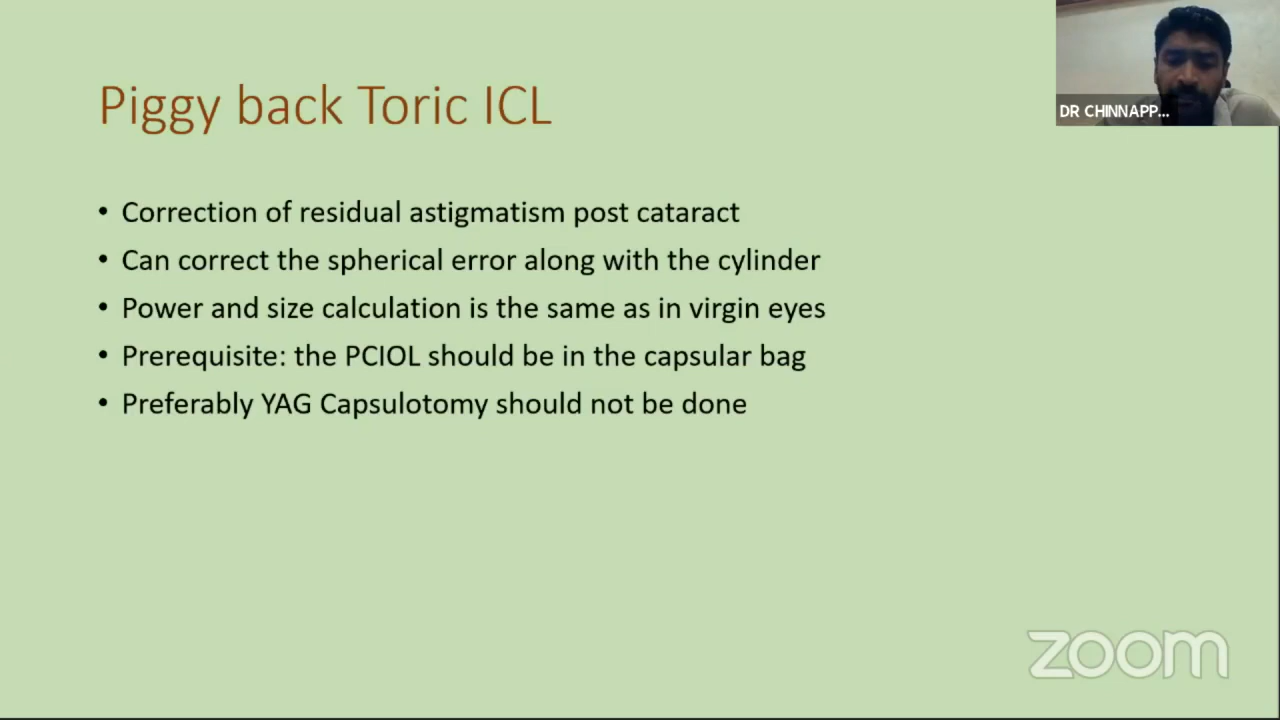 Piggy back Toric ICL
DR CHINNAPP...
• Correction of residual astigmatism post cataract
• Can correct the spherical error along with the cylinder
• Power and size calculation is the same as in virgin eyes
• Prerequisite: the PCIOL should be in the capsular bag
• Preferably YAG Capsulotomy should not be done
zoom